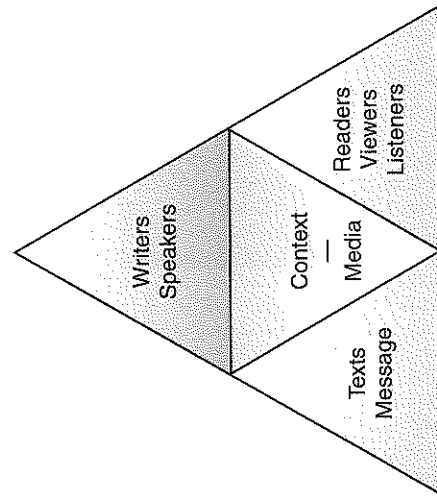 Writers
Speakers
Context
—
Media
Texts
Message
Readers
Viewers
Listeners